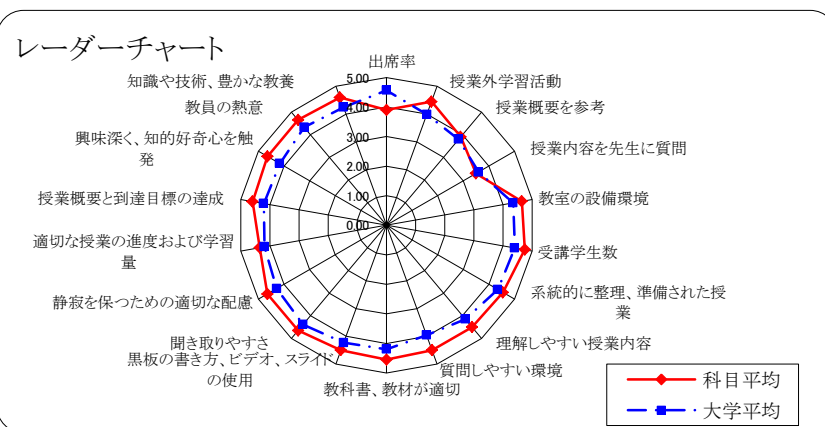 レーダーチャート
出席率
授業外学習活動
授業概要を参考
授業内容を先生に質問
教室の設備環境
受講学生数
系統的に整理、準備された授
業
理解しやすい授業内容
質問しやすい環境
教科書、教材が適切
黒板の書き方、ビデオ、スライド
の使用
聞き取りやすさ
静寂を保つための適切な配慮
適切な授業の進度および学習
量
授業概要と到達目標の達成
興味深く、知的好奇心を触
発
教員の熱意
知識や技術、豊かな教養
5.00
4.00
3.00
2.00
1.00
0.00
科目平均
大学平均